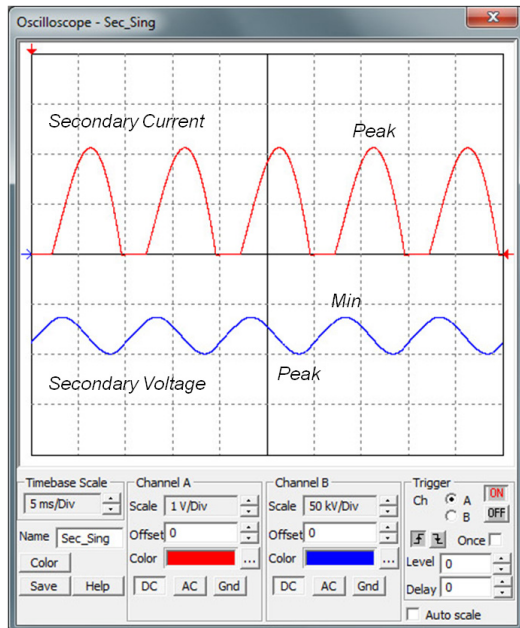 Oscilloscope - Sec_Sing
Secondary Current
Peak
Min
Secondary Voltage
Peak
Timebase Scale
5 ms/Div
Name Sec_Sing
Color
Save Help
Channel A
Scale 1 V/Div
Offset 0
Color ...
DC AC Gnd
Channel B
Scale 50 kV/Div
Offset 0
Color ...
DC AC Gnd
Trigger
Ch A ON
B OFF
Once
Level 0
Delay 0
Auto scale